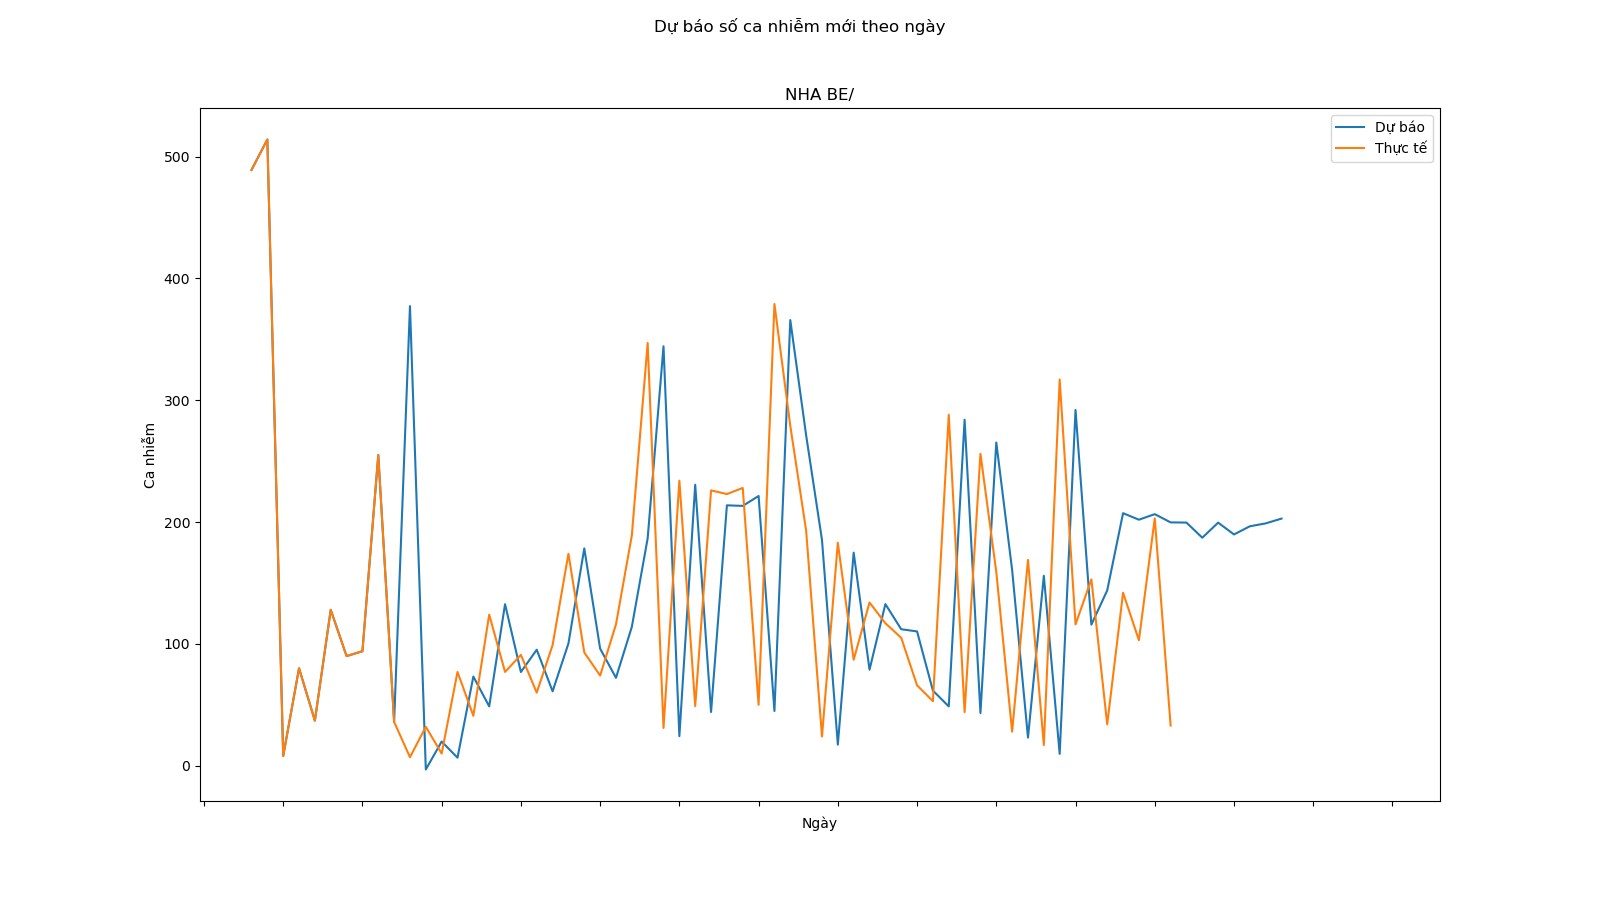 Dự báo số ca nhiễm mới theo ngày
NHA BE/
Dự báo
Thực tế
500
400
300
200
100
0
Ca nhiễm
Ngày